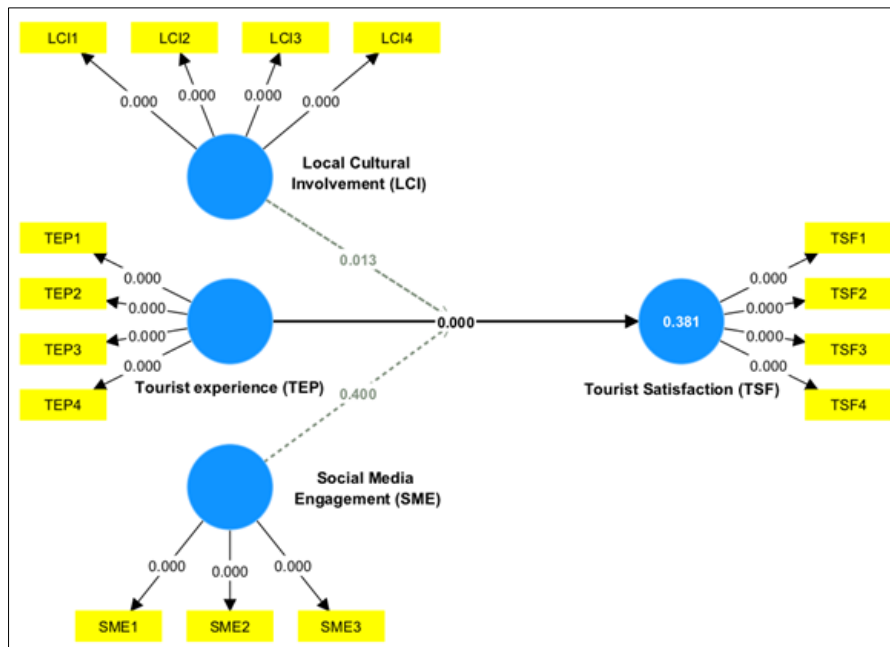 LCI1 LCI2 LCI3 LCI4
0.000 0.000 0.000 0.000
Local Cultural
Involvement (LCI)
TEP1
TEP2
TEP3
TEP4
0.000
0.000
0.000
0.000
Tourist experience (TEP)
0.013
0.000
0.400
0.381
Tourist Satisfaction (TSF)
TSF1
TSF2
TSF3
TSF4
0.000
0.000
0.000
0.000
Social Media
Engagement (SME)
0.000 0.000 0.000
SME1 SME2 SME3